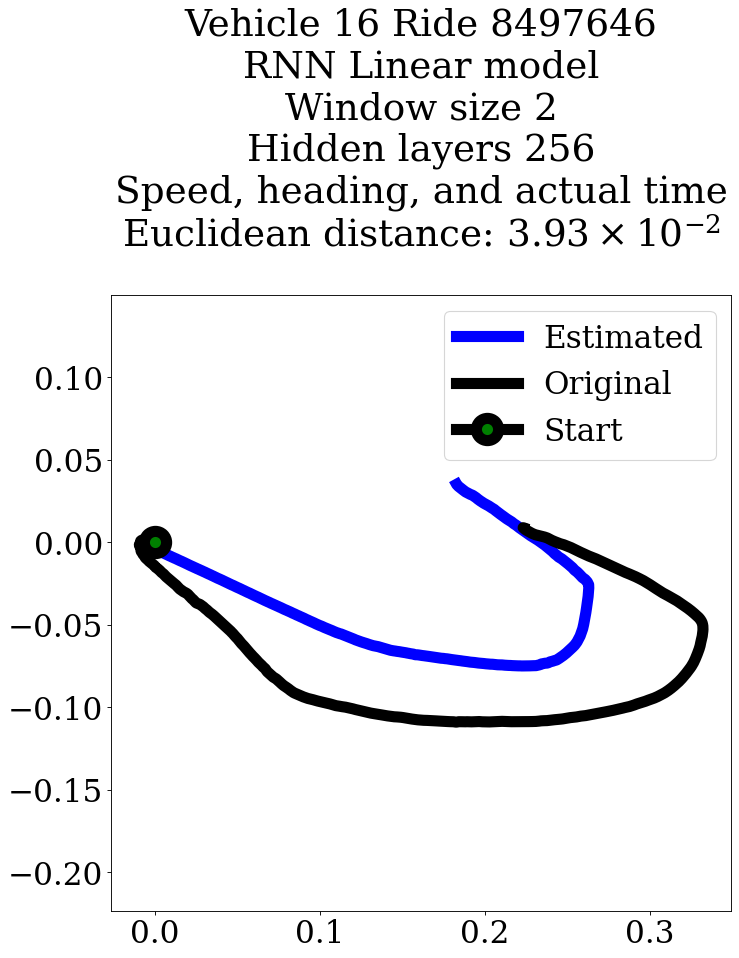 Vehicle 16 Ride 8497646
RNN Linear model
Window size 2
Hidden layers 256
Speed, heading, and actual time
Euclidean distance: 3.93 × 10⁻²
Estimated
Original
Start
0.10
0.05
0.00
−0.05
−0.10
−0.15
−0.20
0.0 0.1 0.2 0.3